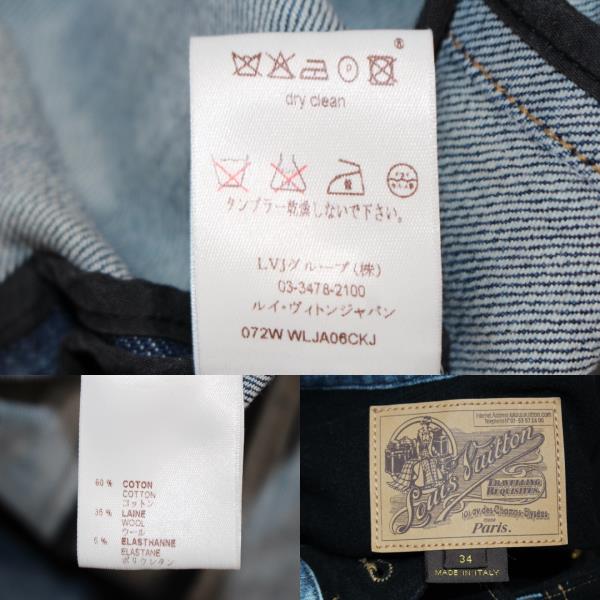 ®
dry clean
タンブラー乾燥しないで下さい。
LVJグループ(株)
03-3478-2100
ルイ・ヴィトンジャパン
072W WLJA06CKJ
60 % COTON
COTTON
コットン
35 % LAINE
WOOL
ウール
5 % ELASTHANNE
ELASTANE
ポリウレタン
Louis Vuitton
TRAVELLING
REQUISITES.
101 av. des Champs-Elysées
Paris.
34
MADE IN ITALY